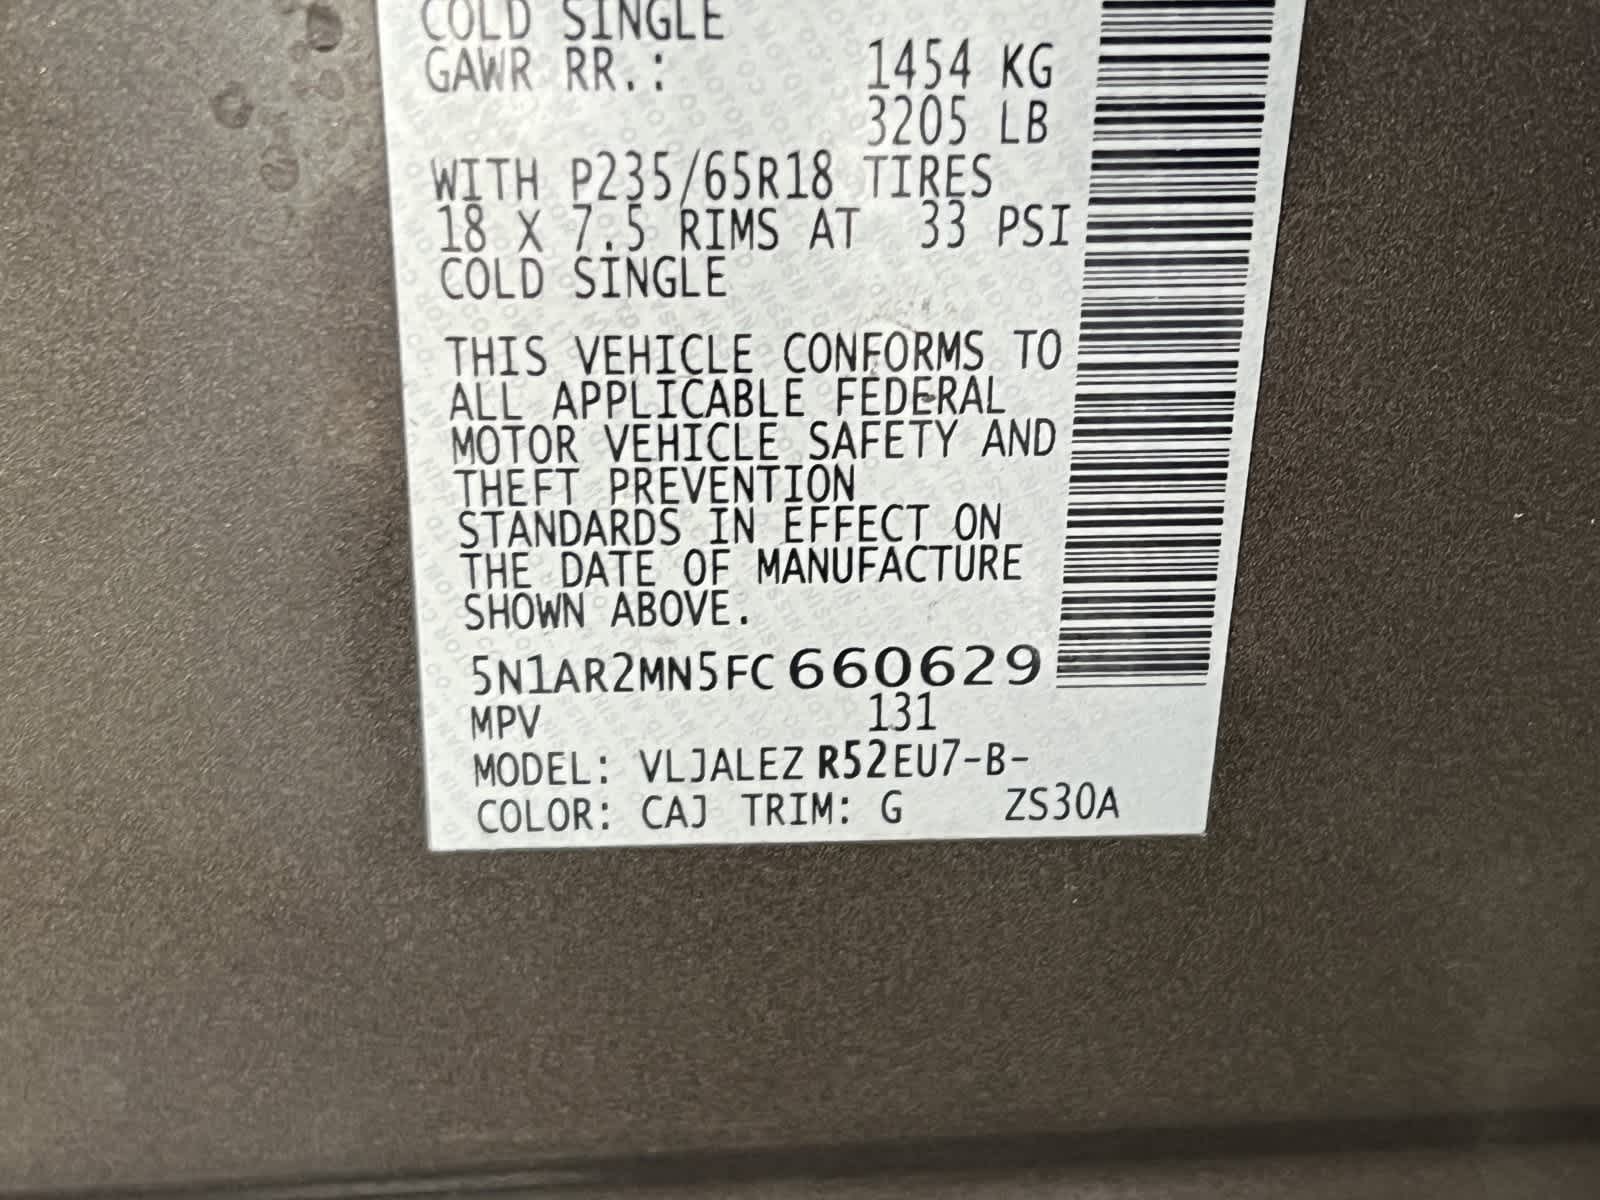 COLD SINGLE
GAWR RR.: 1454 KG
3205 LB
WITH P235/65R18 TIRES
18 X 7.5 RIMS AT 33 PSI
COLD SINGLE
THIS VEHICLE CONFORMS TO
ALL APPLICABLE FEDERAL
MOTOR VEHICLE SAFETY AND
THEFT PREVENTION
STANDARDS IN EFFECT ON
THE DATE OF MANUFACTURE
SHOWN ABOVE.
5N1AR2MN5FC660629
MPV 131
MODEL: VLJALEZ R52EU7-B-
COLOR: CAJ TRIM: G ZS30A